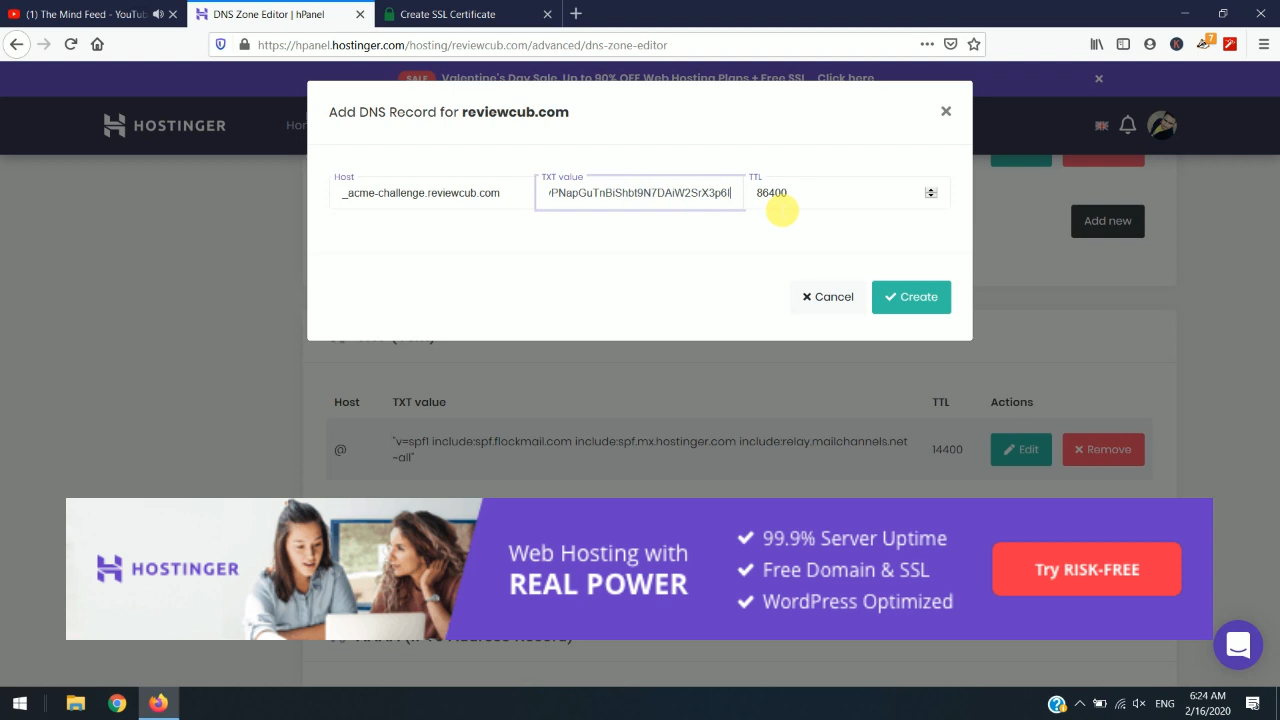 (1) The Mind Feed - YouTub
DNS Zone Editor | hPanel
Create SSL Certificate
https://hpanel.hostinger.com/hosting/reviewcub.com/advanced/dns-zone-editor
7
SALE Valentine's Day Sale, Up to 90% OFF Web Hosting Plans + Free SSL Click here
HOSTINGER
Hor
Add DNS Record for reviewcub.com
Host
TXT value
TTL
_acme-challenge.reviewcub.com
PNapGuTnBiShbt9N7DAiW2SrX3p6I
86400
Add new
Cancel
Create
Host
TXT value
TTL
Actions
@
"v=spf1 include:spf.flockmail.com include:spf.mx.hostinger.com include:relay.mailchannels.net
~all"
14400
Edit
Remove
HOSTINGER
Web Hosting with
REAL POWER
99.9% Server Uptime
Free Domain & SSL
WordPress Optimized
Try RISK-FREE
ENG
6:24 AM
2/16/2020